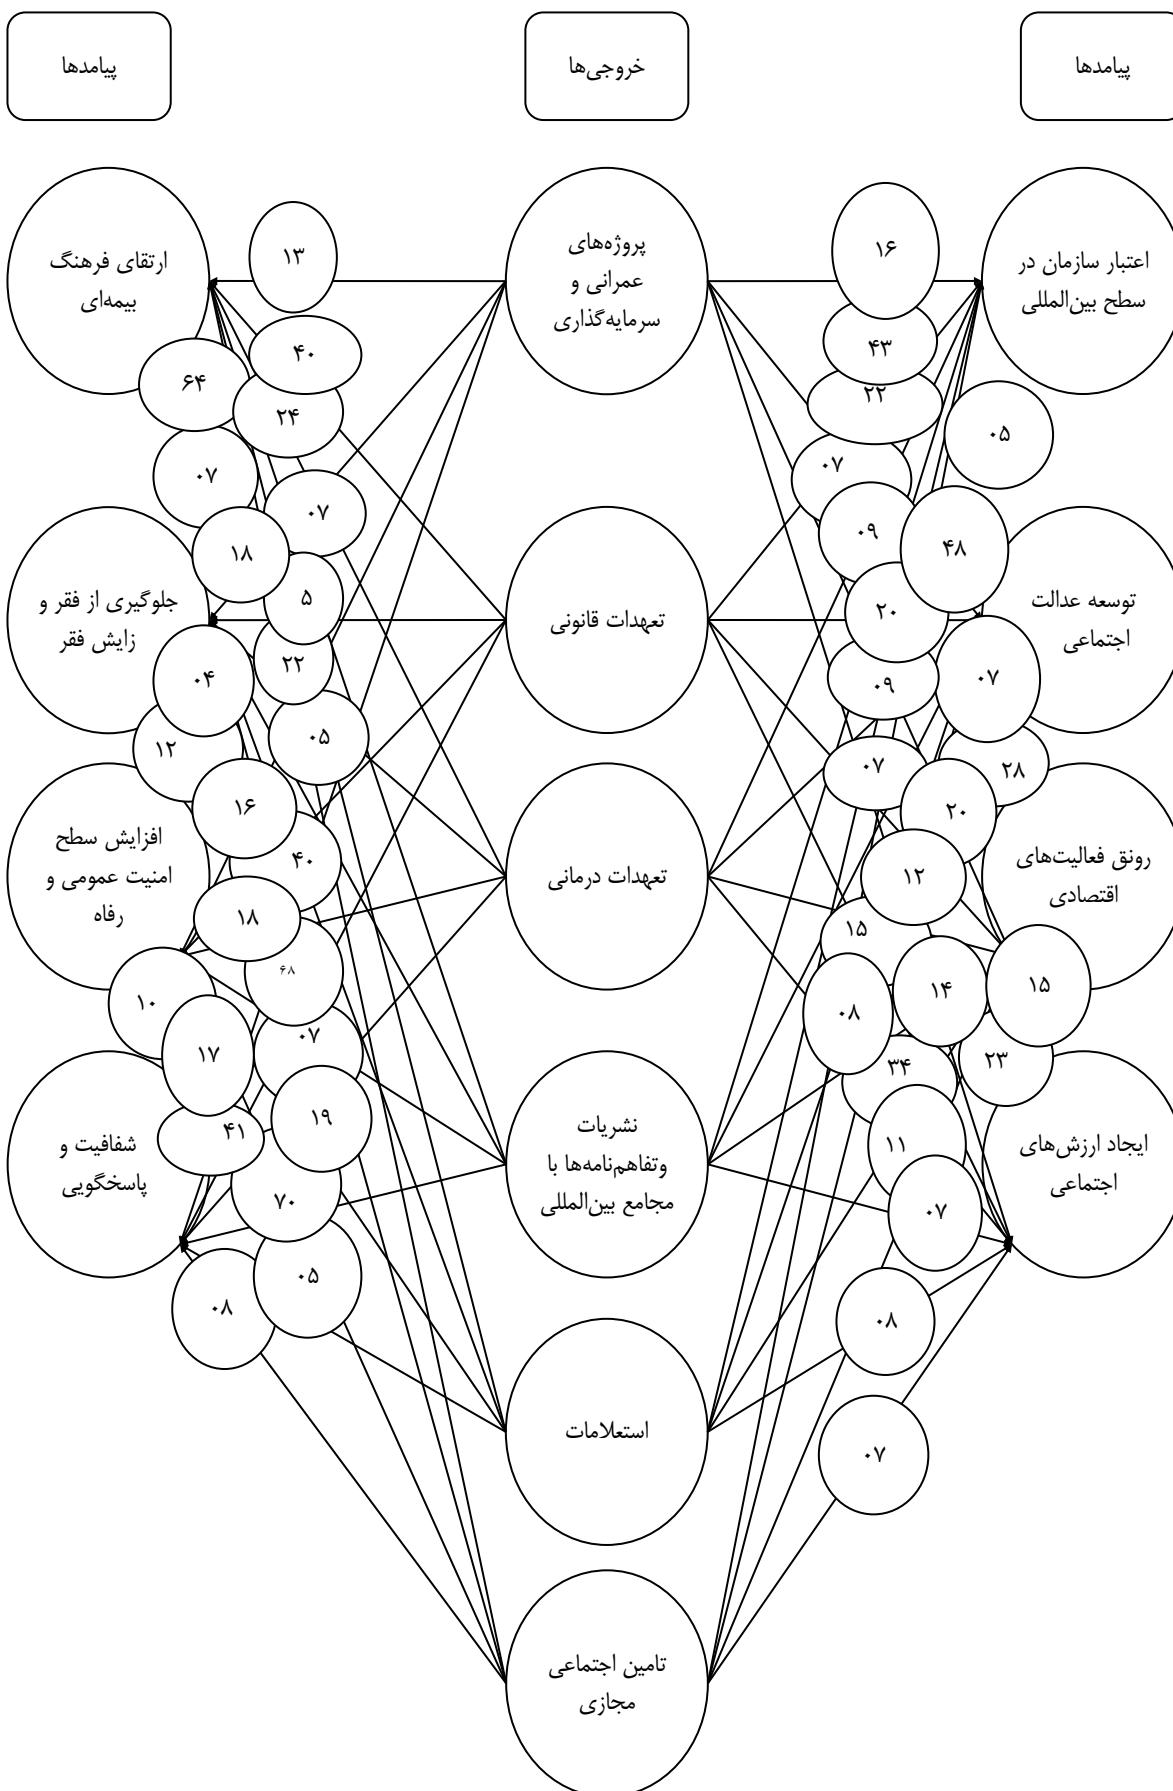 پیامدها
خروجی‌ها
پیامدها
اعتبار سازمان در
سطح بین‌المللی
توسعه عدالت
اجتماعی
رونق فعالیت‌های
اقتصادی
ایجاد ارزش‌های
اجتماعی
۱۶
۴۳
۲۲
۰۵
۰۷
۰۹
۴۸
۲۰
۰۹
۰۷
۰۷
۲۸
۲۰
۱۲
۱۵
۱۴
۱۵
۰۸
۳۴
۲۳
۱۱
۰۷
۰۸
۰۷
پروژه‌های
عمرانی و
سرمایه‌گذاری
تعهدات قانونی
تعهدات درمانی
نشریات
وتفاهم‌نامه‌ها با
مجامع بین‌المللی
استعلامات
تامین اجتماعی
مجازی
۱۳
۴۰
۶۴
۲۴
۰۷
۰۷
۱۸
۵
۲۲
۰۴
۰۵
۱۲
۱۶
۴۰
۱۸
۶۸
۱۰
۰۷
۱۷
۱۹
۴۱
۷۰
۰۵
۰۸
ارتقای فرهنگ
بیمه‌ای
جلوگیری از فقر و
زایش فقر
افزایش سطح
امنیت عمومی و
رفاه
شفافیت و
پاسخگویی